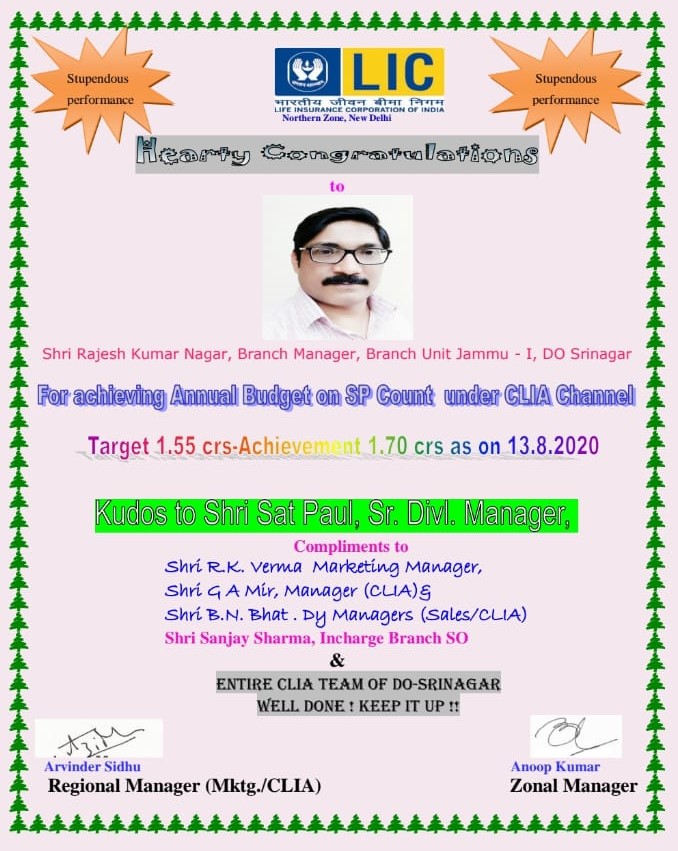 Stupendous
performance
LIC
भारतीय जीवन बीमा निगम
LIFE INSURANCE CORPORATION OF INDIA
Northern Zone, New Delhi
Stupendous
performance
Hearty Congratulations
to
Shri Rajesh Kumar Nagar, Branch Manager, Branch Unit Jammu - I, DO Srinagar
For achieving Annual Budget on SP Count under CLIA Channel
Target 1.55 crs-Achievement 1.70 crs as on 13.8.2020
Kudos to Shri Sat Paul, Sr. Divl. Manager,
Compliments to
Shri R.K. Verma Marketing Manager,
Shri G A Mir, Manager (CLIA)&
Shri B.N. Bhat . Dy Managers (Sales/CLIA)
Shri Sanjay Sharma, Incharge Branch SO
&
ENTIRE CLIA TEAM OF DO-SRINAGAR
WELL DONE ! KEEP IT UP !!
Arvinder Sidhu
Regional Manager (Mktg./CLIA)
Anoop Kumar
Zonal Manager